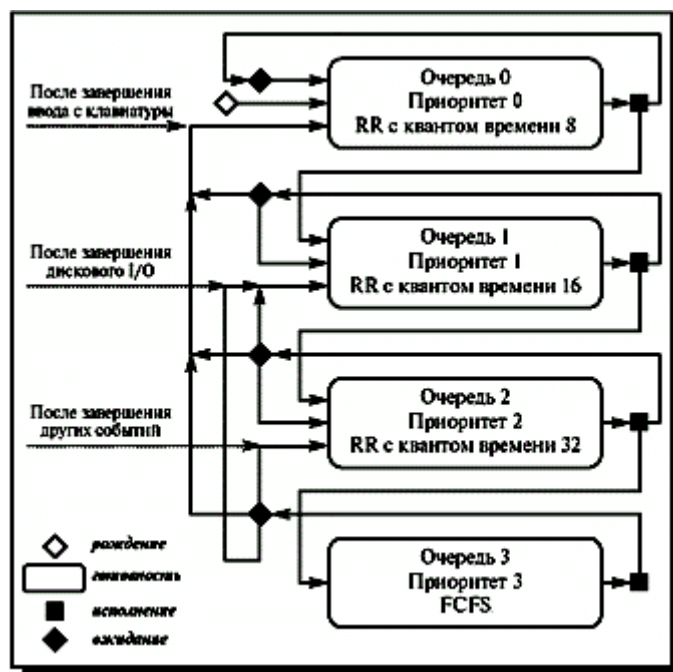 Очередь 0
Приоритет 0
RR с квантом времени 8
После завершения
ввода с клавиатуры
Очередь 1
Приоритет 1
RR с квантом времени 16
После завершения
дискового I/O
Очередь 2
Приоритет 2
RR с квантом времени 32
После завершения
других событий
Очередь 3
Приоритет 3
FCFS
рождение
готовность
исполнение
ожидание